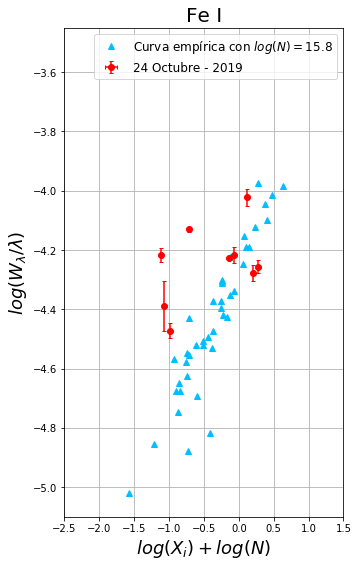 Fe I
Curva empírica con log(N) = 15.8
24 Octubre - 2019
log(W_λ/λ)
−3.6
−3.8
−4.0
−4.2
−4.4
−4.6
−4.8
−5.0
−2.5 −2.0 −1.5 −1.0 −0.5 0.0 0.5 1.0 1.5
log(X_i) + log(N)